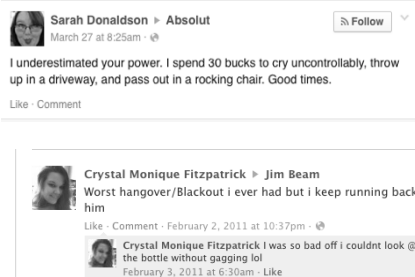 Sarah Donaldson ▸ Absolut
Follow
March 27 at 8:25am ·
I underestimated your power. I spend 30 bucks to cry uncontrollably, throw
up in a driveway, and pass out in a rocking chair. Good times.
Like · Comment
Crystal Monique Fitzpatrick ▸ Jim Beam
Worst hangover/Blackout i ever had but i keep running back
him
Like · Comment · February 2, 2011 at 10:37pm ·
Crystal Monique Fitzpatrick I was so bad off i couldnt look @
the bottle without gagging lol
February 3, 2011 at 6:30am · Like